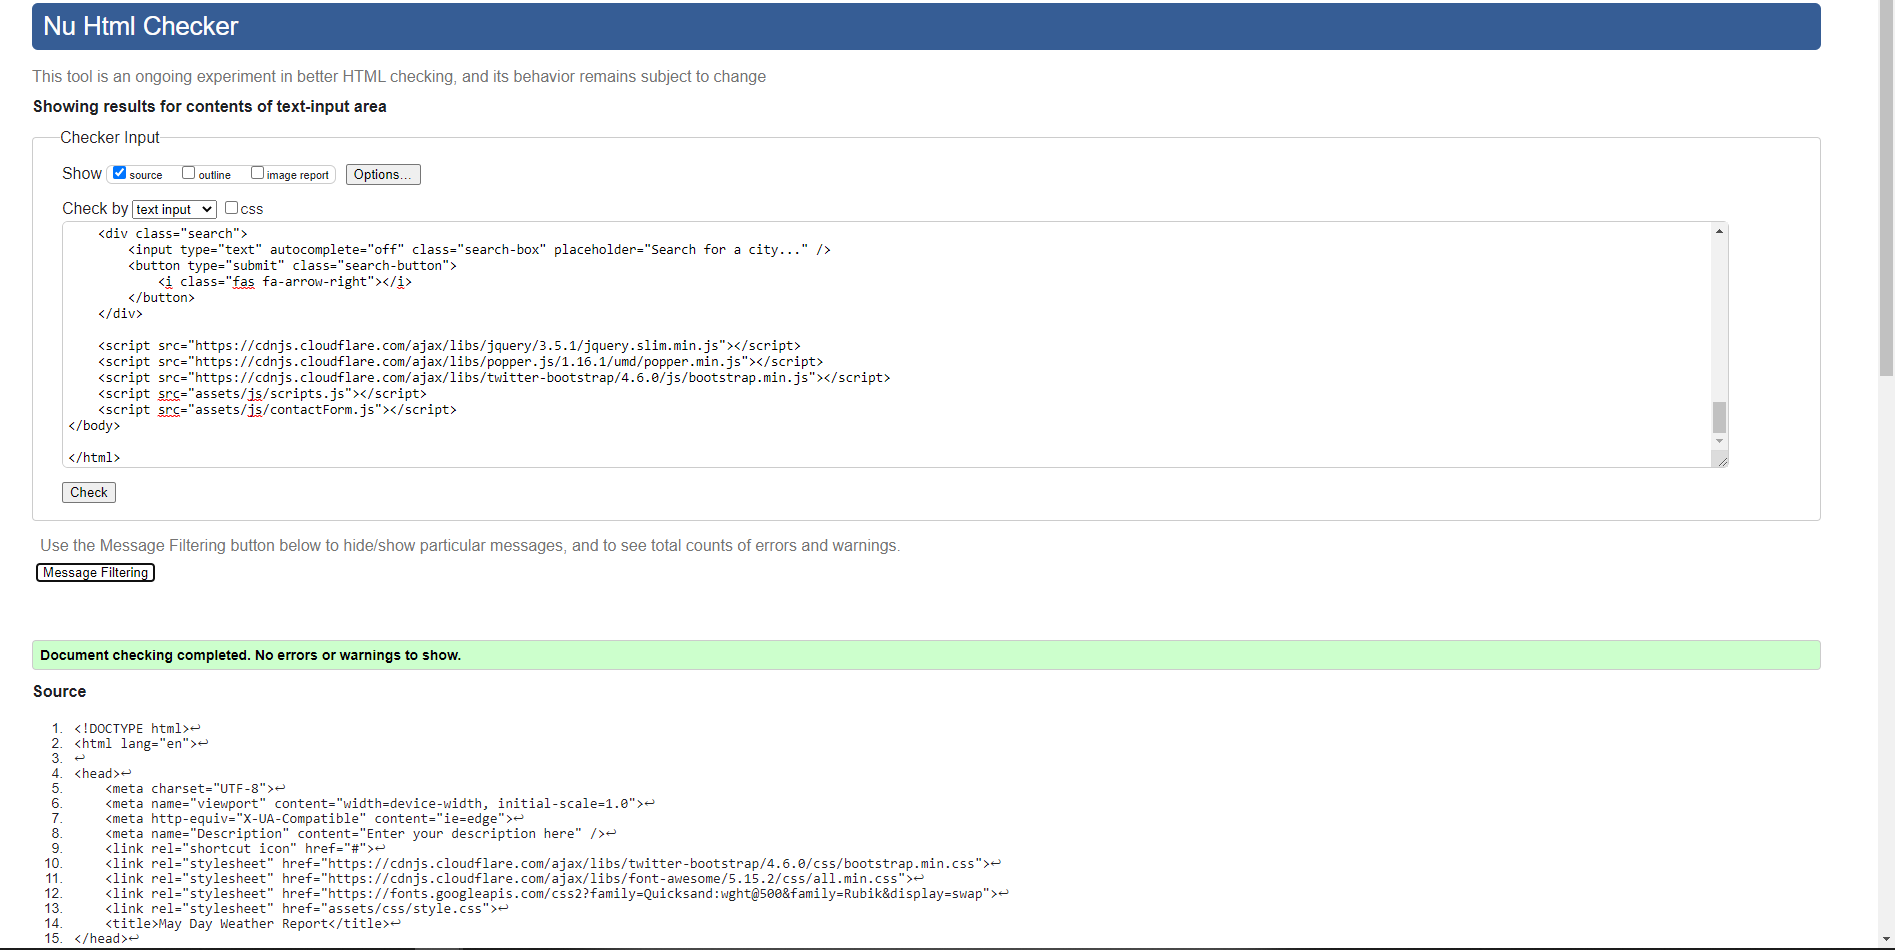 Nu Html Checker
This tool is an ongoing experiment in better HTML checking, and its behavior remains subject to change
Showing results for contents of text-input area
Checker Input
Show source outline image report Options...
Check by text input css
<div class="search">
<input type="text" autocomplete="off" class="search-box" placeholder="Search for a city..." />
<button type="submit" class="search-button">
<i class="fas fa-arrow-right"></i>
</button>
</div>
<script src="https://cdnjs.cloudflare.com/ajax/libs/jquery/3.5.1/jquery.slim.min.js"></script>
<script src="https://cdnjs.cloudflare.com/ajax/libs/popper.js/1.16.1/umd/popper.min.js"></script>
<script src="https://cdnjs.cloudflare.com/ajax/libs/twitter-bootstrap/4.6.0/js/bootstrap.min.js"></script>
<script src="assets/js/scripts.js"></script>
<script src="assets/js/contactForm.js"></script>
</body>
</html>
Check
Use the Message Filtering button below to hide/show particular messages, and to see total counts of errors and warnings.
Message Filtering
Document checking completed. No errors or warnings to show.
Source
1. <!DOCTYPE html>↩
2. <html lang="en">↩
3. ↩
4. <head>↩
5. <meta charset="UTF-8">↩
6. <meta name="viewport" content="width=device-width, initial-scale=1.0">↩
7. <meta http-equiv="X-UA-Compatible" content="ie=edge">↩
8. <meta name="Description" content="Enter your description here" />↩
9. <link rel="shortcut icon" href="#">↩
10. <link rel="stylesheet" href="https://cdnjs.cloudflare.com/ajax/libs/twitter-bootstrap/4.6.0/css/bootstrap.min.css">↩
11. <link rel="stylesheet" href="https://cdnjs.cloudflare.com/ajax/libs/font-awesome/5.15.2/css/all.min.css">↩
12. <link rel="stylesheet" href="https://fonts.googleapis.com/css2?family=Quicksand:wght@500&family=Rubik&display=swap">↩
13. <link rel="stylesheet" href="assets/css/style.css">↩
14. <title>May Day Weather Report</title>↩
15. </head>↩